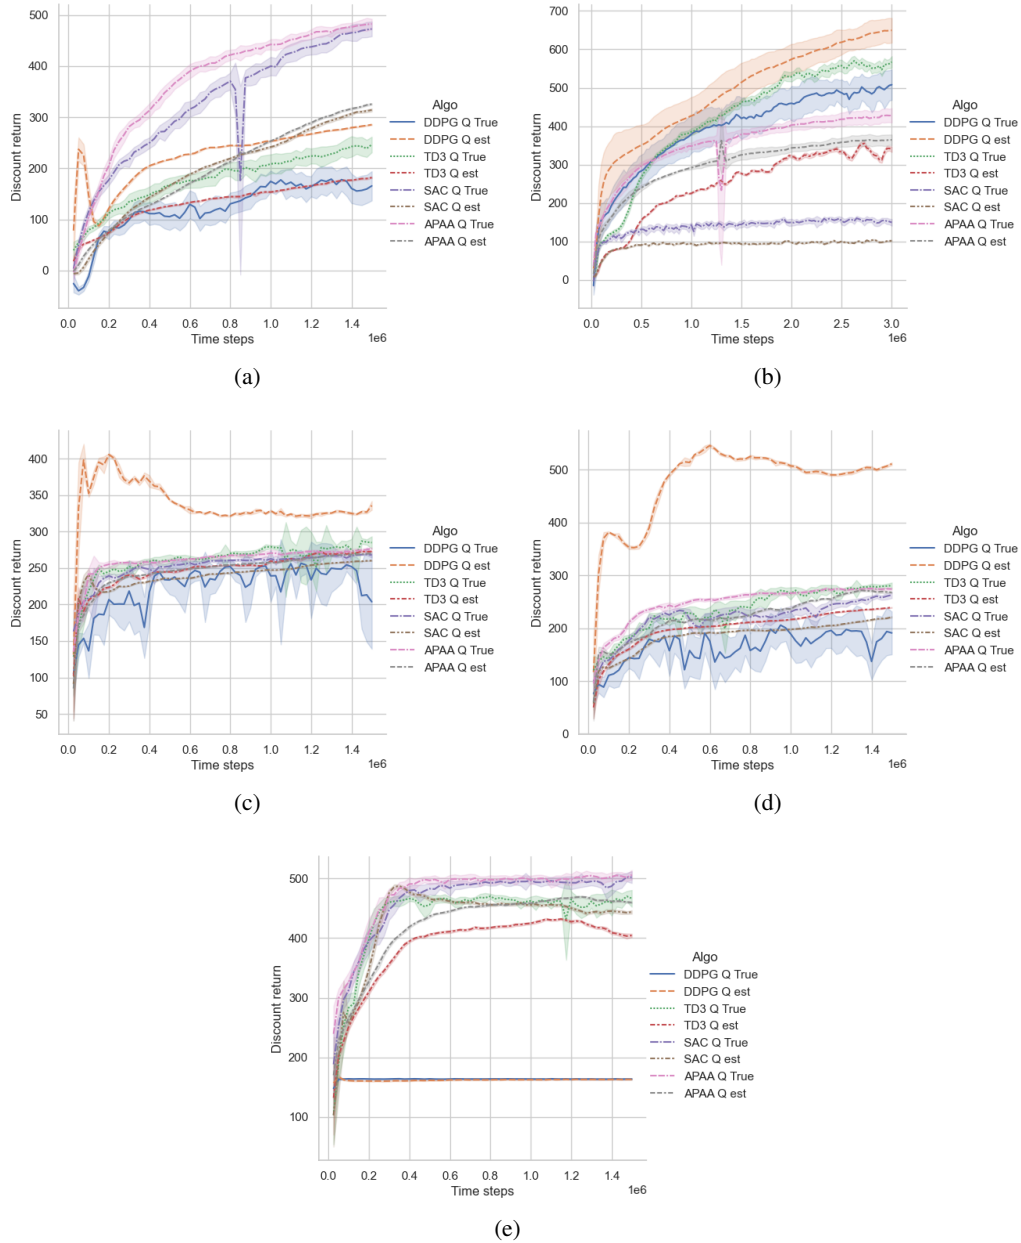 500
400
300
200
100
0
Discount return
0.0 0.2 0.4 0.6 0.8 1.0 1.2 1.4
1e6
Time steps
Algo
DDPG Q True
DDPG Q est
TD3 Q True
TD3 Q est
SAC Q True
SAC Q est
APAA Q True
APAA Q est
(a)
700
600
500
400
300
200
100
0
Discount return
0.0 0.5 1.0 1.5 2.0 2.5 3.0
1e6
Time steps
Algo
DDPG Q True
DDPG Q est
TD3 Q True
TD3 Q est
SAC Q True
SAC Q est
APAA Q True
APAA Q est
(b)
400
350
300
250
200
150
100
50
Discount return
0.0 0.2 0.4 0.6 0.8 1.0 1.2 1.4
1e6
Time steps
Algo
DDPG Q True
DDPG Q est
TD3 Q True
TD3 Q est
SAC Q True
SAC Q est
APAA Q True
APAA Q est
(c)
500
400
300
200
100
0
Discount return
0.0 0.2 0.4 0.6 0.8 1.0 1.2 1.4
1e6
Time steps
Algo
DDPG Q True
DDPG Q est
TD3 Q True
TD3 Q est
SAC Q True
SAC Q est
APAA Q True
APAA Q est
(d)
500
400
300
200
100
Discount return
0.0 0.2 0.4 0.6 0.8 1.0 1.2 1.4
1e6
Time steps
Algo
DDPG Q True
DDPG Q est
TD3 Q True
TD3 Q est
SAC Q True
SAC Q est
APAA Q True
APAA Q est
(e)